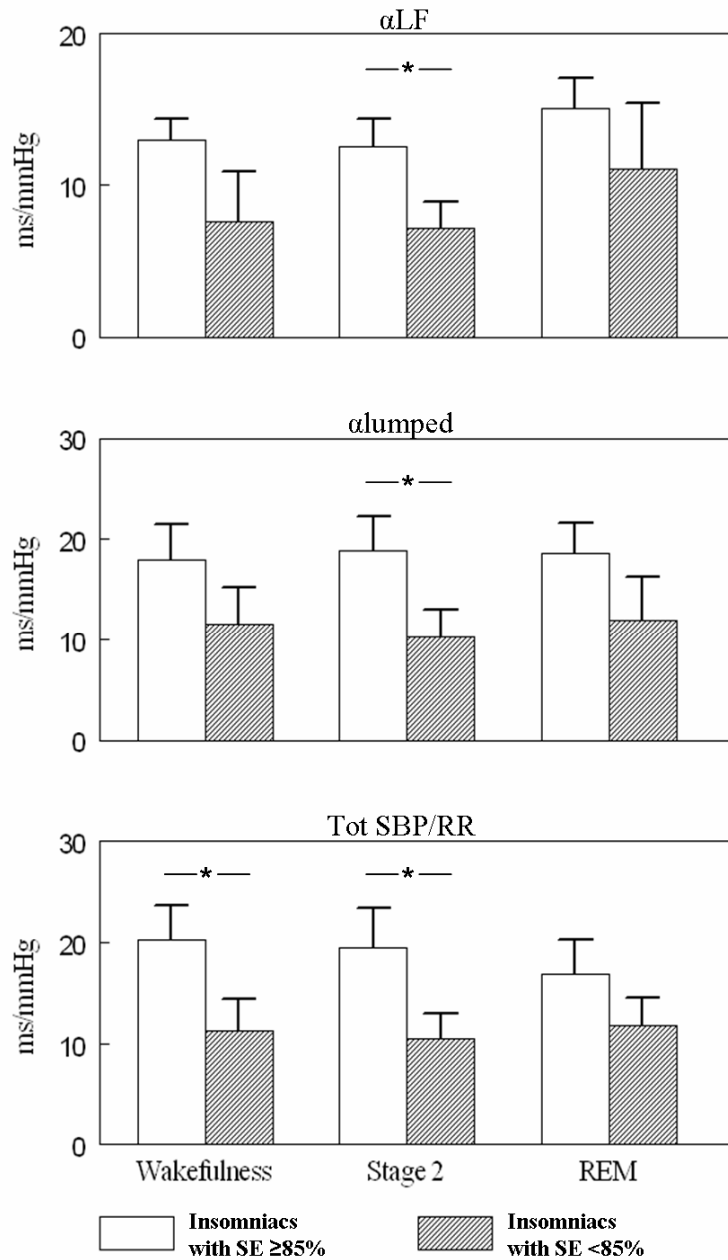 αLF
20
*
ms/mmHg
10
0
αlumped
30
*
20
ms/mmHg
10
0
Tot SBP/RR
30
* *
20
ms/mmHg
10
0
Wakefulness Stage 2 REM
Insomniacs
with SE ≥85%
Insomniacs
with SE <85%